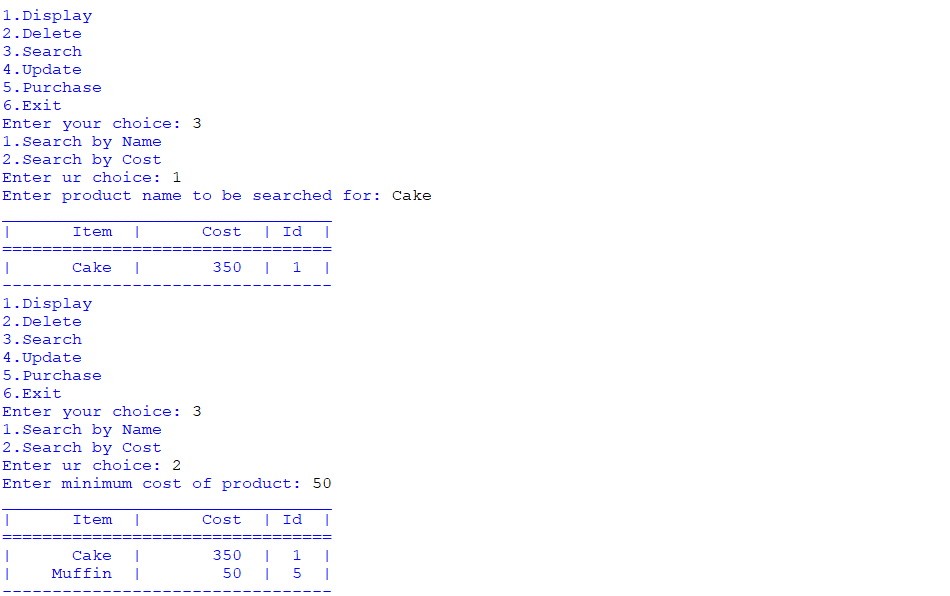 1.Display
2.Delete
3.Search
4.Update
5.Purchase
6.Exit
Enter your choice: 3
1.Search by Name
2.Search by Cost
Enter ur choice: 1
Enter product name to be searched for: Cake
_________________________________
|      Item  |      Cost  | Id  |
=================================
|      Cake  |       350  |  1  |
---------------------------------
1.Display
2.Delete
3.Search
4.Update
5.Purchase
6.Exit
Enter your choice: 3
1.Search by Name
2.Search by Cost
Enter ur choice: 2
Enter minimum cost of product: 50
_________________________________
|      Item  |      Cost  | Id  |
=================================
|      Cake  |       350  |  1  |
|    Muffin  |        50  |  5  |
---------------------------------